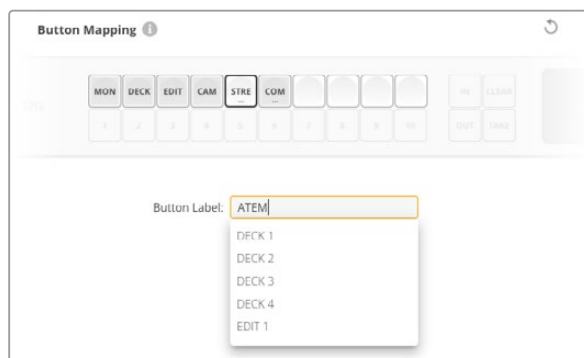 Button Mapping i
MON DECK EDIT CAM STRE ... COM ... IN CLEAR
1 2 3 4 5 6 7 8 9 10 OUT TAKE
Button Label: ATEM
DECK 1
DECK 2
DECK 3
DECK 4
EDIT 1